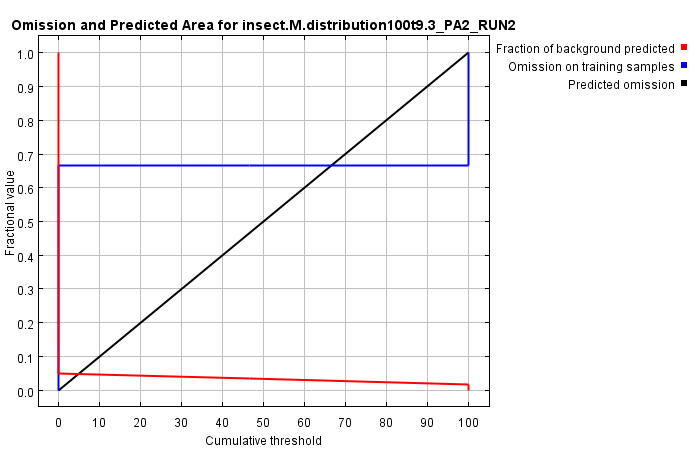 Omission and Predicted Area for insect.M.distribution100t9.3_PA2_RUN2
Fraction of background predicted
Omission on training samples
Predicted omission
1.0
0.9
0.8
0.7
0.6
0.5
0.4
0.3
0.2
0.1
0.0
Fractional value
0 10 20 30 40 50 60 70 80 90 100
Cumulative threshold